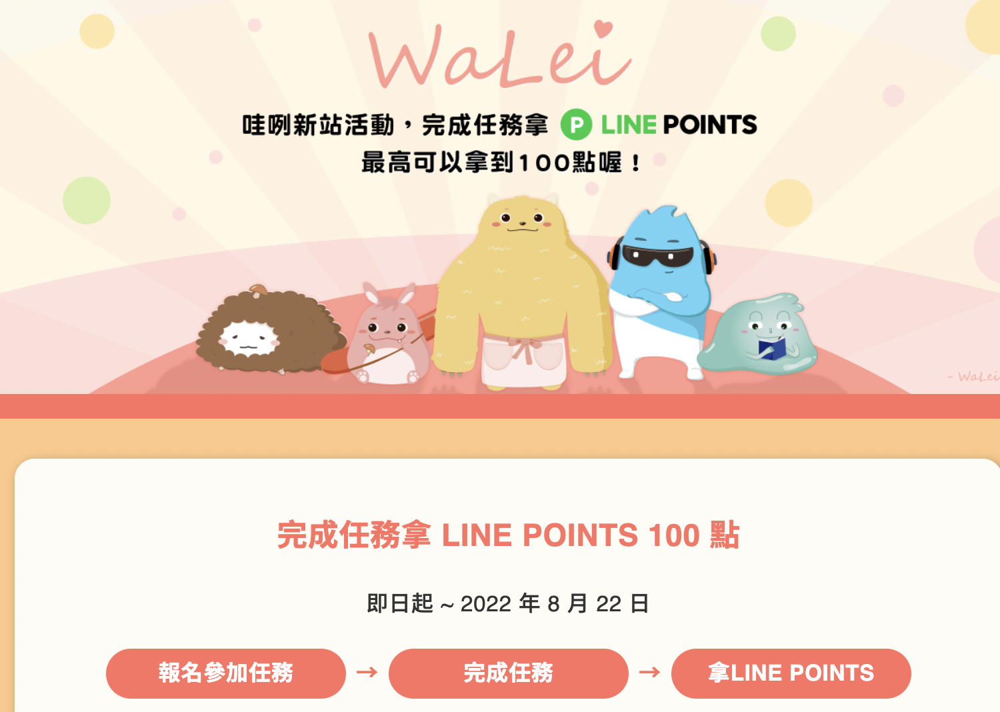 WaLei
哇咧新站活動，完成任務拿 P LINE POINTS
最高可以拿到100點喔！
- WaLei
完成任務拿 LINE POINTS 100 點
即日起 ~ 2022 年 8 月 22 日
報名參加任務 → 完成任務 → 拿LINE POINTS